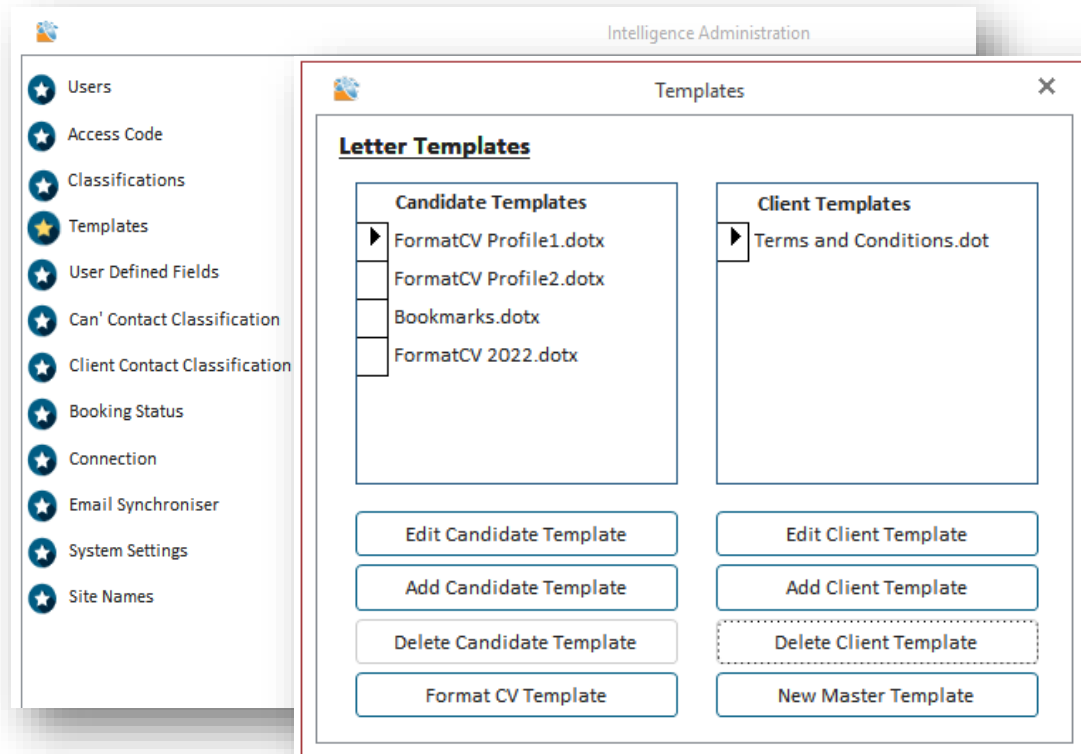 Intelligence Administration
Users
Access Code
Classifications
Templates
User Defined Fields
Can' Contact Classification
Client Contact Classification
Booking Status
Connection
Email Synchroniser
System Settings
Site Names
Templates
Letter Templates
Candidate Templates
FormatCV Profile1.dotx
FormatCV Profile2.dotx
Bookmarks.dotx
FormatCV 2022.dotx
Client Templates
Terms and Conditions.dot
Edit Candidate Template
Edit Client Template
Add Candidate Template
Add Client Template
Delete Candidate Template
Delete Client Template
Format CV Template
New Master Template